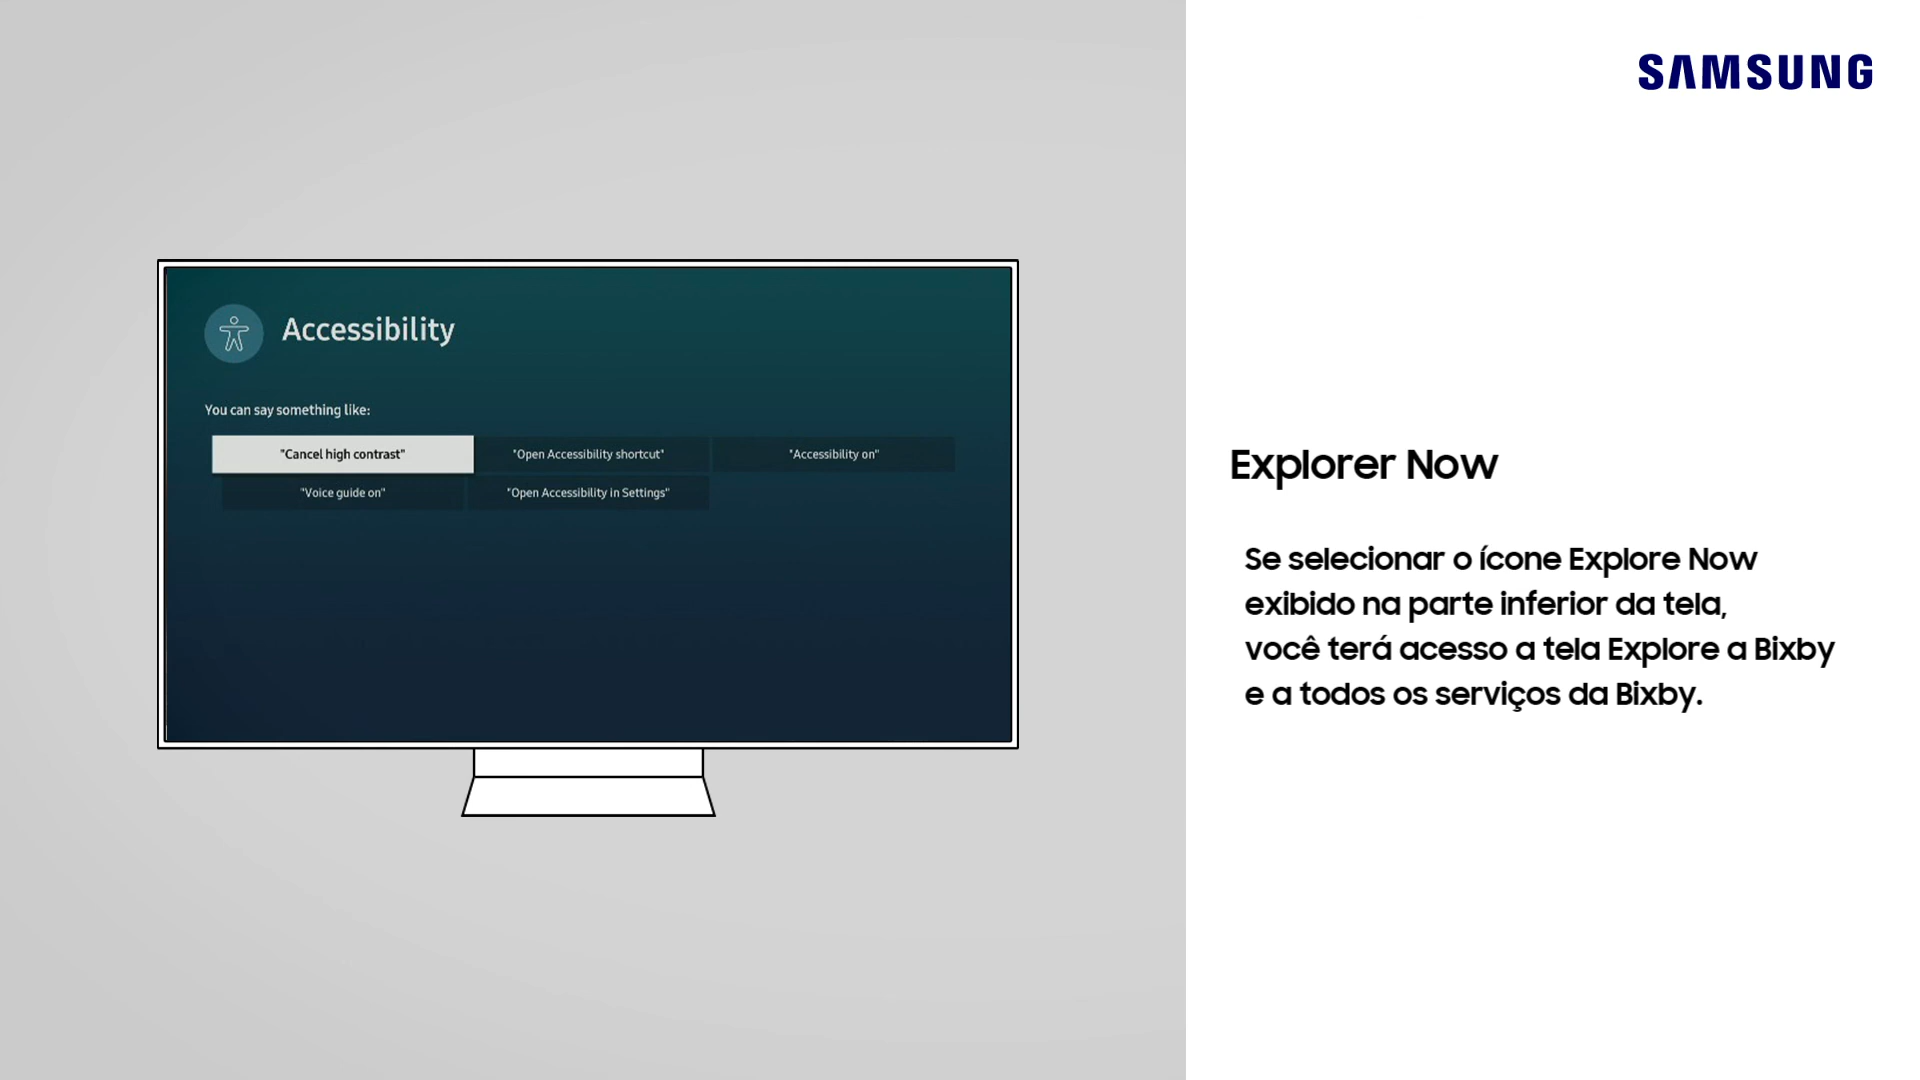 SAMSUNG
Accessibility
You can say something like:
"Cancel high contrast" "Open Accessibility shortcut" "Accessibility on"
"Voice guide on" "Open Accessibility in Settings"
Explorer Now
Se selecionar o ícone Explore Now
exibido na parte inferior da tela,
você terá acesso a tela Explore a Bixby
e a todos os serviços da Bixby.